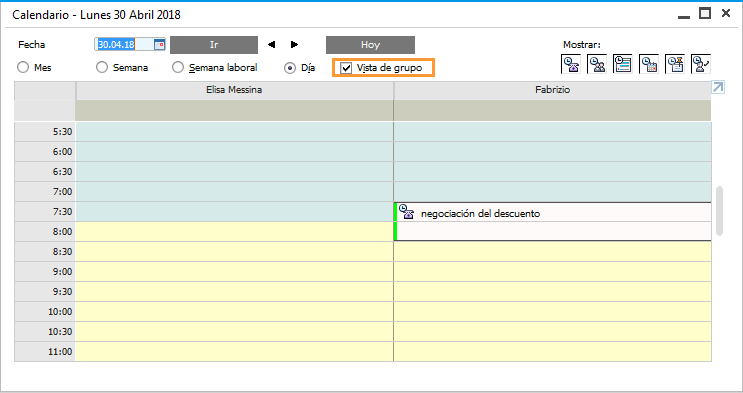 Calendario - Lunes 30 Abril 2018
Fecha 30.04.18 Ir Hoy Mostrar:
Mes Semana Semana laboral Día Vista de grupo
Elisa Messina Fabrizio
5:30
6:00
6:30
7:00
7:30 negociación del descuento
8:00
8:30
9:00
9:30
10:00
10:30
11:00